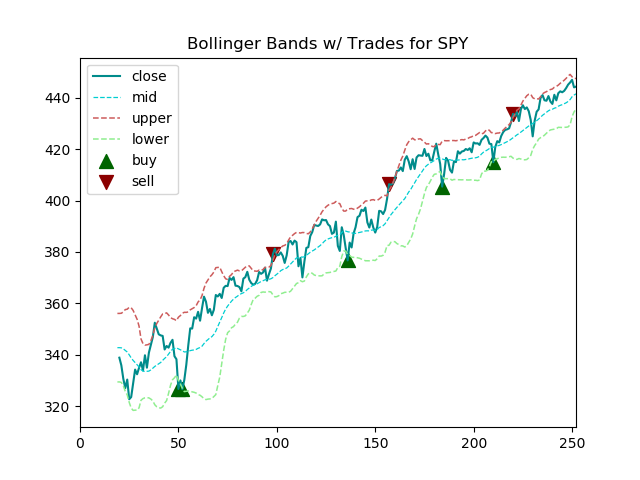 Bollinger Bands w/ Trades for SPY
close
mid
upper
lower
buy
sell
440
420
400
380
360
340
320
0 50 100 150 200 250